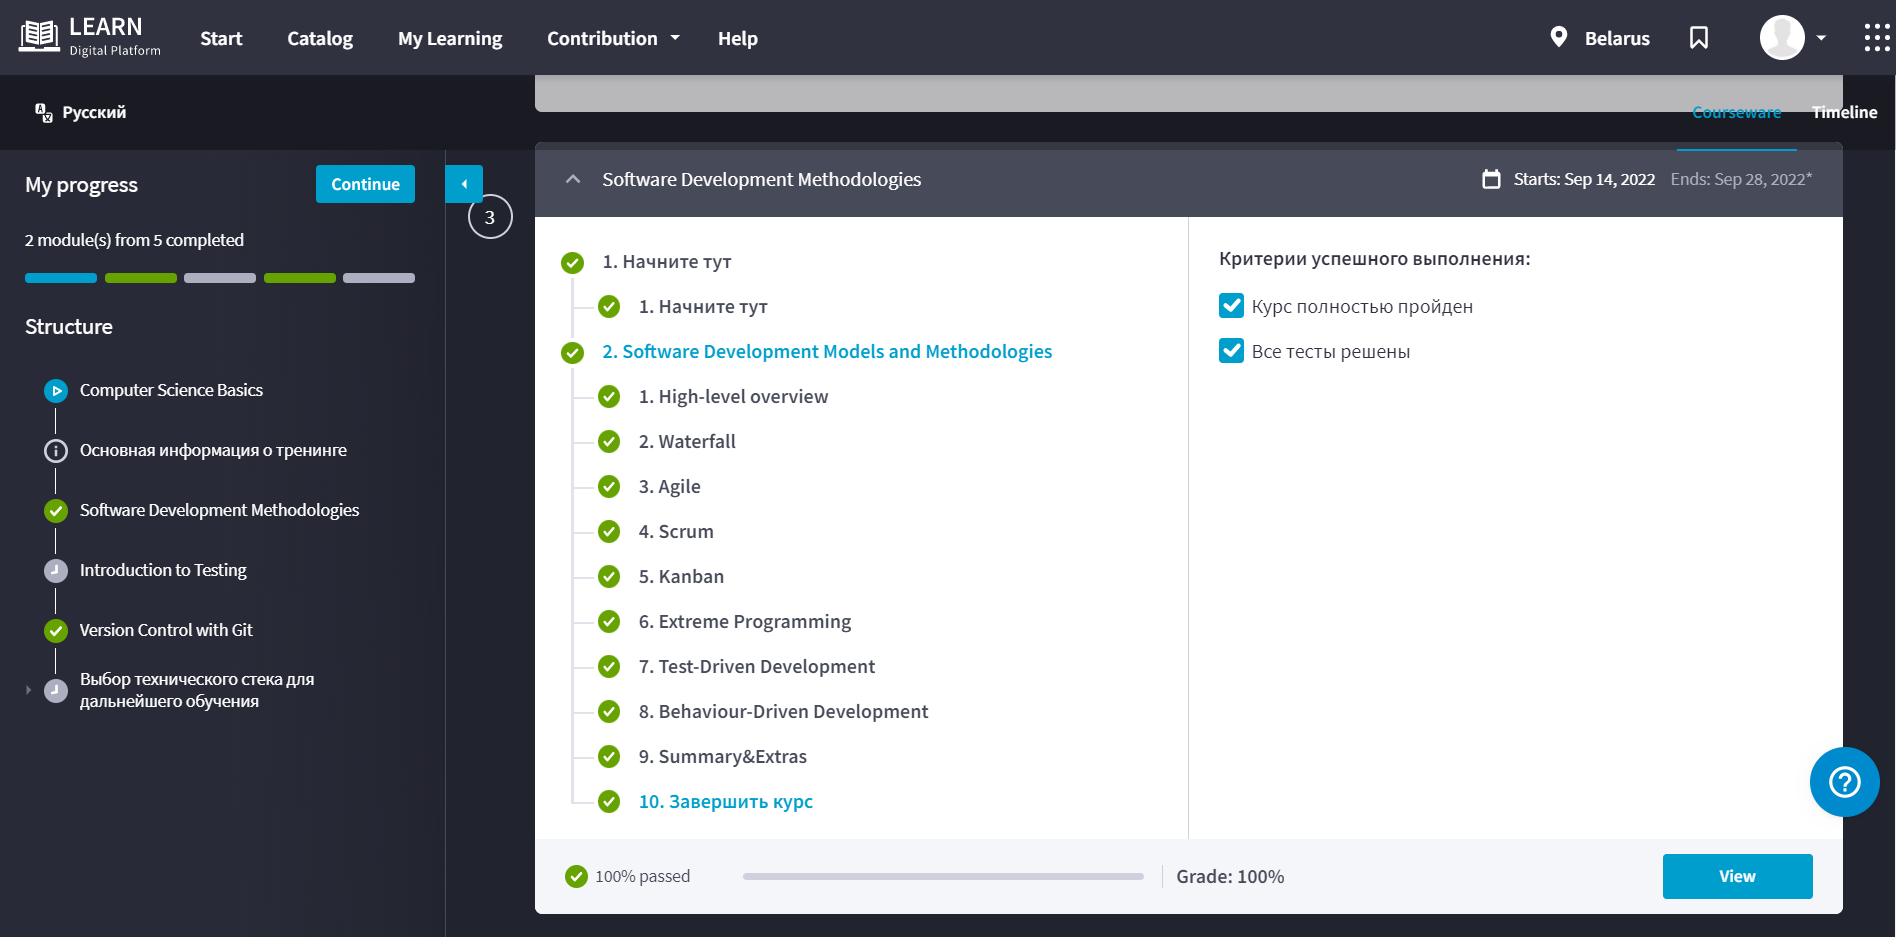 LEARN
Digital Platform
Start
Catalog
My Learning
Contribution
Help
Belarus
Русский
Courseware
Timeline
My progress
Continue
2 module(s) from 5 completed
Structure
Computer Science Basics
Основная информация о тренинге
Software Development Methodologies
Introduction to Testing
Version Control with Git
Выбор технического стека для
дальнейшего обучения
3
Software Development Methodologies
Starts: Sep 14, 2022
Ends: Sep 28, 2022*
1. Начните тут
1. Начните тут
2. Software Development Models and Methodologies
1. High-level overview
2. Waterfall
3. Agile
4. Scrum
5. Kanban
6. Extreme Programming
7. Test-Driven Development
8. Behaviour-Driven Development
9. Summary&Extras
10. Завершить курс
Критерии успешного выполнения:
Курс полностью пройден
Все тесты решены
100% passed
Grade: 100%
View